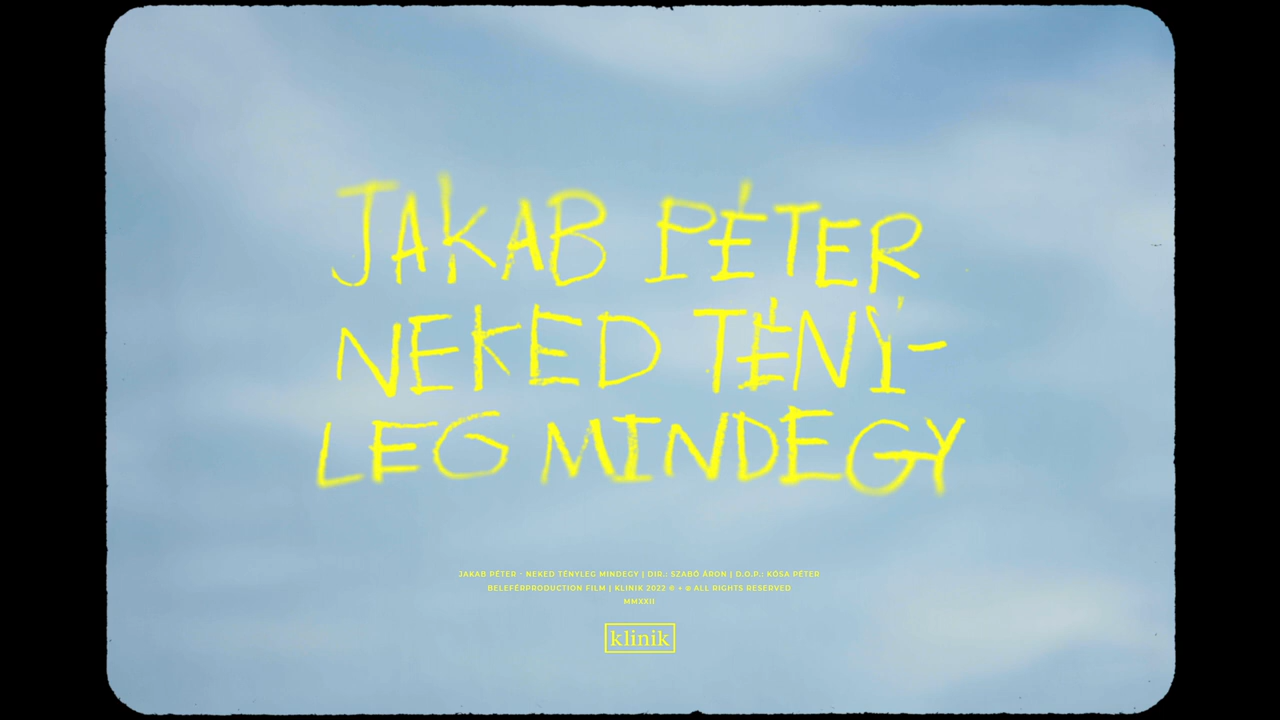 JAKAB PÉTER
NEKED TÉNY-
LEG MINDEGY
JAKAB PÉTER - NEKED TÉNYLEG MINDEGY | DIR.: SZABÓ ÁRON | D.O.P.: KÓSA PÉTER
BELEFÉRPRODUCTION FILM | KLINIK 2022 © + ℗ ALL RIGHTS RESERVED
MMXXII
klinik